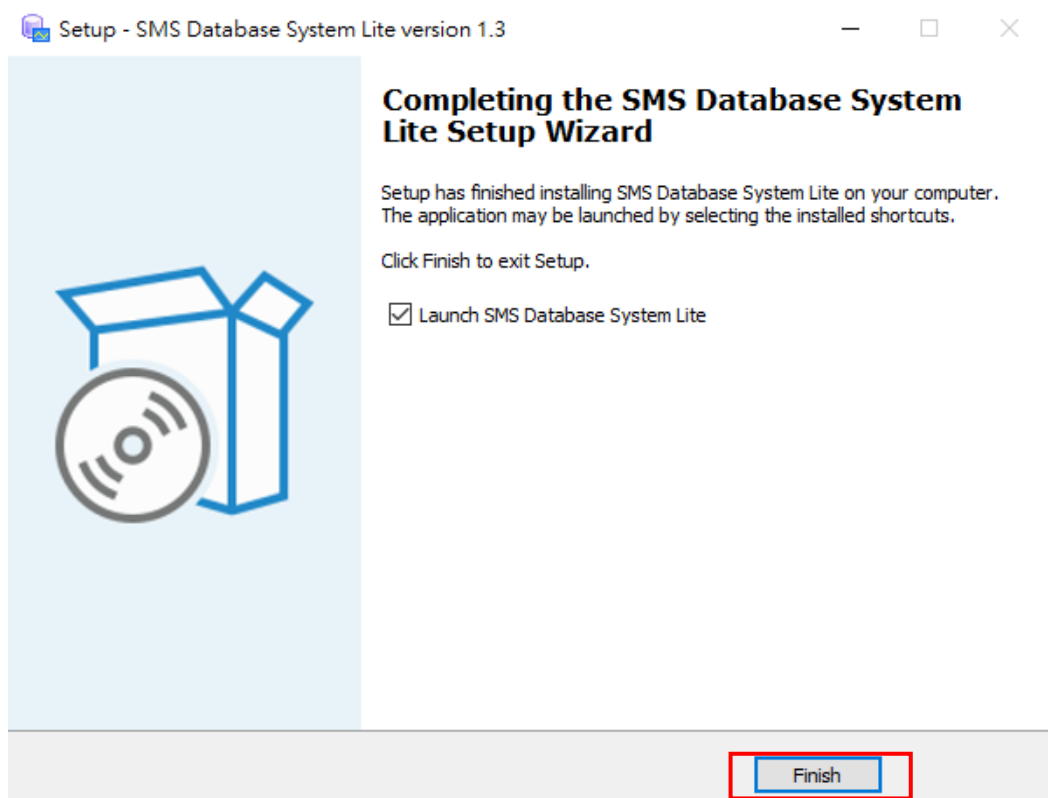 Setup - SMS Database System Lite version 1.3
Completing the SMS Database System
Lite Setup Wizard
Setup has finished installing SMS Database System Lite on your computer.
The application may be launched by selecting the installed shortcuts.
Click Finish to exit Setup.
Launch SMS Database System Lite
Finish